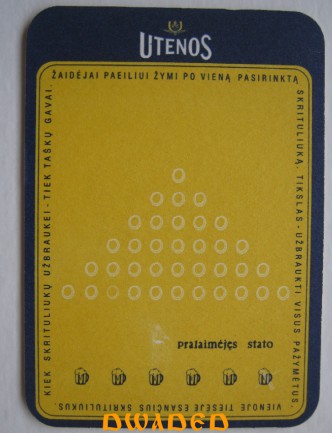 UTENOS
ŽAIDĖJAI PAEILIUI ŽYMI PO VIENĄ PASIRINKTĄ
SKRITULIUKĄ. TIKSLAS - UŽBRAUKTI VISUS PAŽYMĖTUS,
VIENOJE TIESĖJE ESANČIUS SKRITULIUKUS.
KIEK SKRITULIUKŲ UŽBRAUKEI - TIEK TAŠKŲ GAVAI.
Pralaimėjęs stato
DWADED